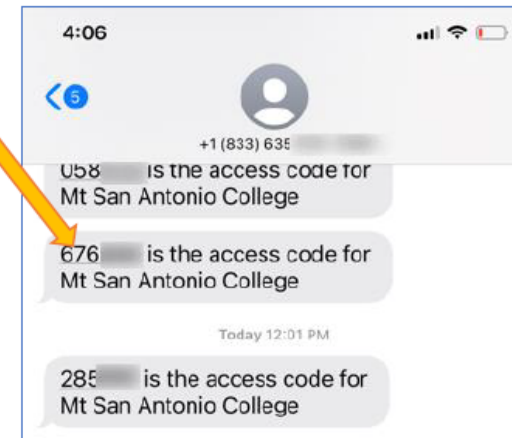 4:06
5
+1 (833) 635
058 is the access code for
Mt San Antonio College
676 is the access code for
Mt San Antonio College
Today 12:01 PM
285 is the access code for
Mt San Antonio College